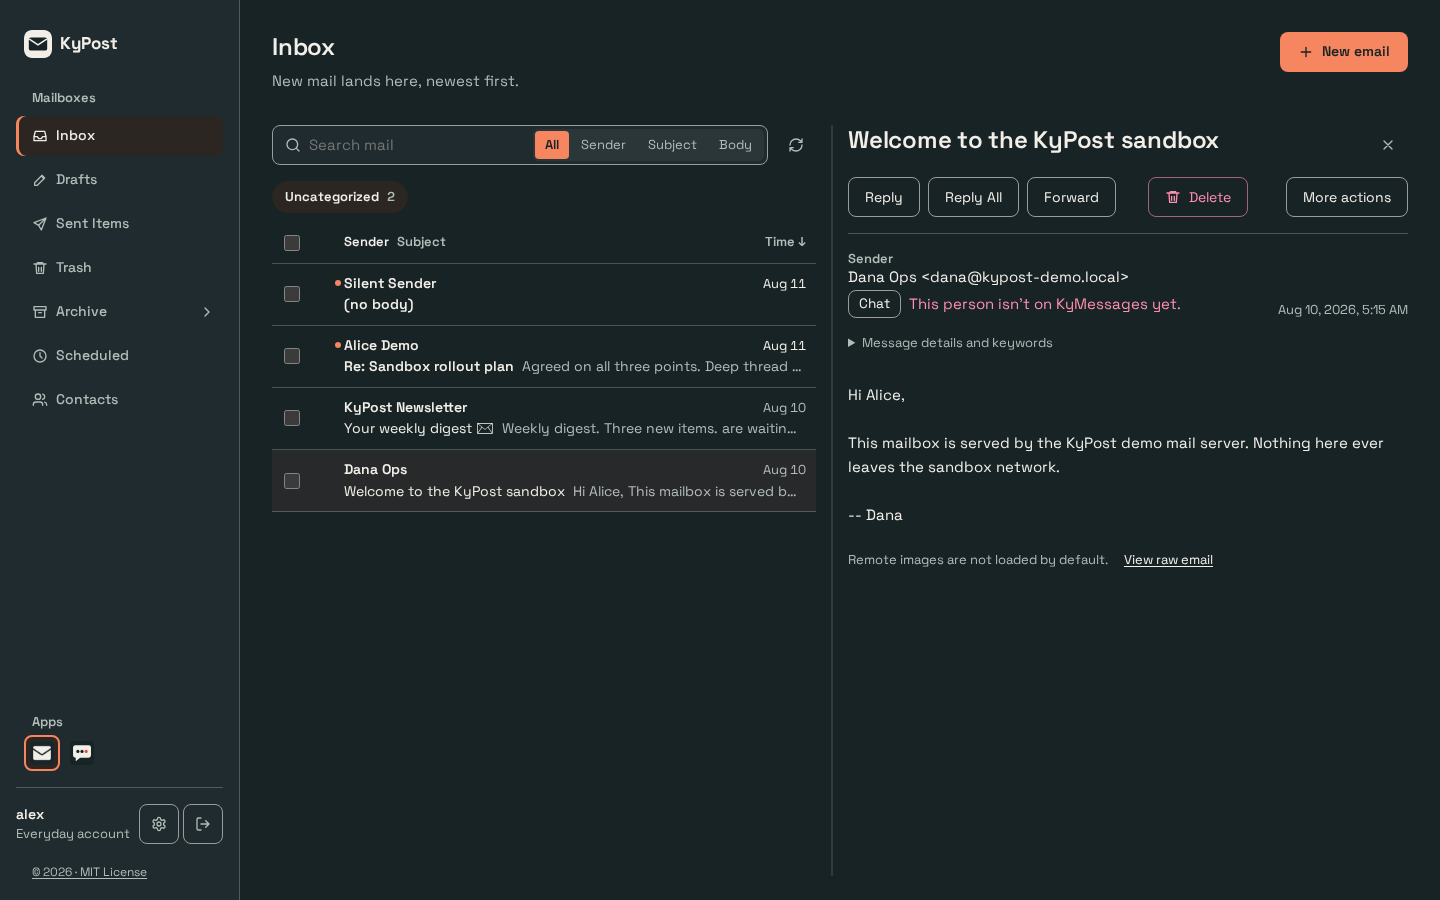 KyPost
Mailboxes
Inbox
Drafts
Sent Items
Trash
Archive
Scheduled
Contacts
Apps
alex
Everyday account
© 2026 · MIT License
Inbox
New mail lands here, newest first.
New email
Search mail
All Sender Subject Body
Uncategorized 2
Sender Subject Time ↓
Silent Sender Aug 11
(no body)
Alice Demo Aug 11
Re: Sandbox rollout plan Agreed on all three points. Deep thread ...
KyPost Newsletter Aug 10
Your weekly digest ✉ Weekly digest. Three new items. are waitin...
Dana Ops Aug 10
Welcome to the KyPost sandbox Hi Alice, This mailbox is served b...
Welcome to the KyPost sandbox
Reply Reply All Forward Delete More actions
Sender
Dana Ops <dana@kypost-demo.local>
Chat This person isn't on KyMessages yet. Aug 10, 2026, 5:15 AM
Message details and keywords
Hi Alice,
This mailbox is served by the KyPost demo mail server. Nothing here ever
leaves the sandbox network.
-- Dana
Remote images are not loaded by default. View raw email